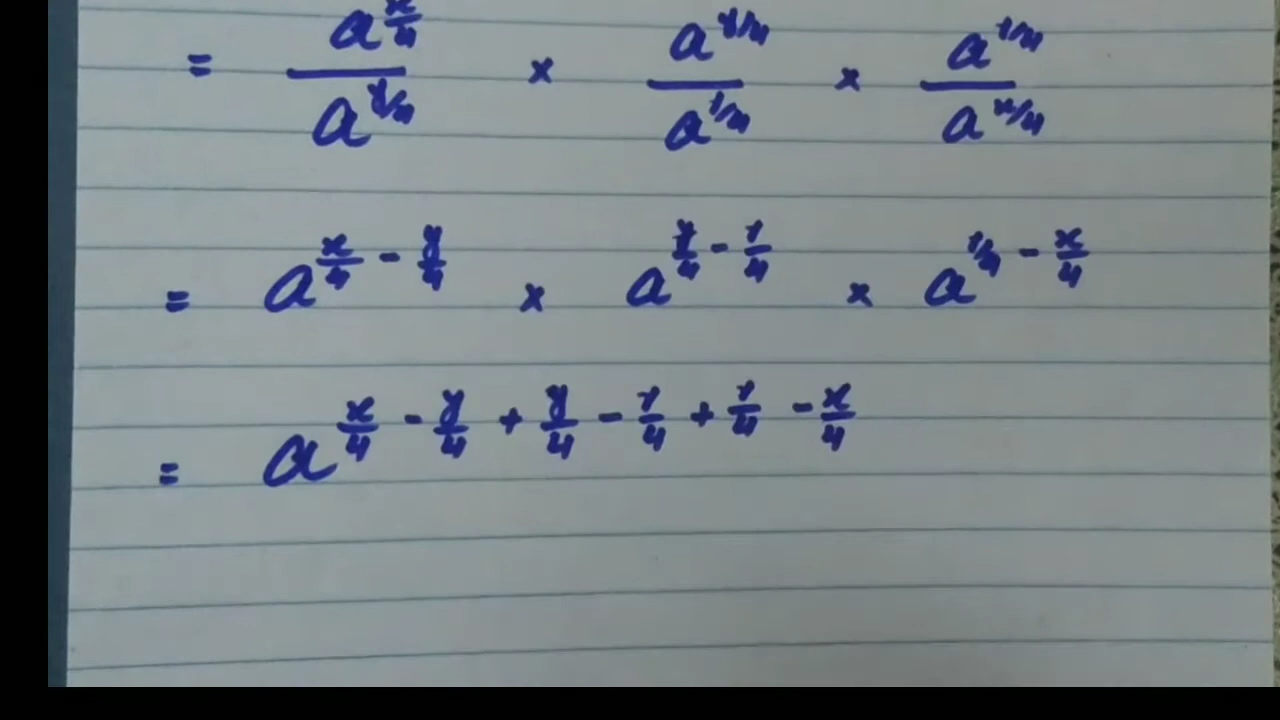 = a^(x/4) / a^(y/4) × a^(y/4) / a^(1/4) × a^(1/4) / a^(x/4)
= a^(x/4 - y/4) × a^(y/4 - 1/4) × a^(1/4 - x/4)
= a^(x/4 - y/4 + y/4 - 1/4 + 1/4 - x/4)